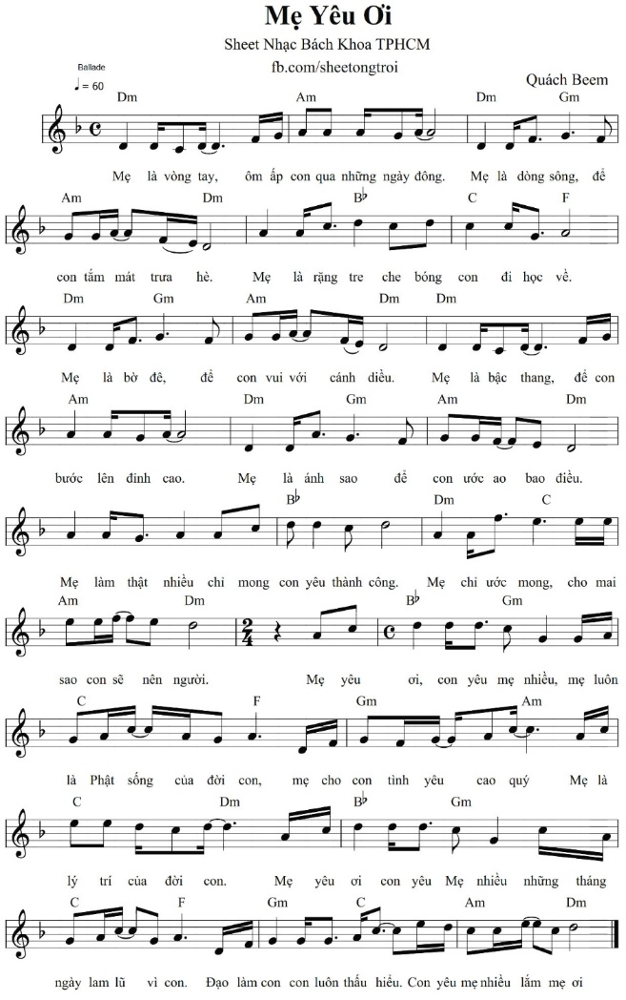 Mẹ Yêu Ơi
Sheet Nhạc Bách Khoa TPHCM
fb.com/sheetongtroi
Ballade
♩ = 60
Quách Beem
Dm Am Dm Gm
Mẹ là vòng tay, ôm ấp con qua những ngày đông. Mẹ là dòng sông, để
Am Dm B♭ C F
con tắm mát trưa hè. Mẹ là rặng tre che bóng con đi học về.
Dm Gm Am Dm Dm
Mẹ là bờ đê, để con vui với cánh diều. Mẹ là bậc thang, để con
Am Dm Gm Am Dm
bước lên đỉnh cao. Mẹ là ánh sao để con ước ao bao điều.
B♭ Dm C
Mẹ làm thật nhiều chỉ mong con yêu thành công. Mẹ chỉ ước mong, cho mai
Am Dm 2/4 B♭ Gm
sao con sẽ nên người. Mẹ yêu ơi, con yêu mẹ nhiều, mẹ luôn
C F Gm Am
là Phật sống của đời con, mẹ cho con tình yêu cao quý Mẹ là
C Dm B♭ Gm
lý trí của đời con. Mẹ yêu ơi con yêu Mẹ nhiều những tháng
C F Gm C Am Dm
ngày lam lũ vì con. Đạo làm con con luôn thấu hiểu. Con yêu mẹ nhiều lắm mẹ ơi